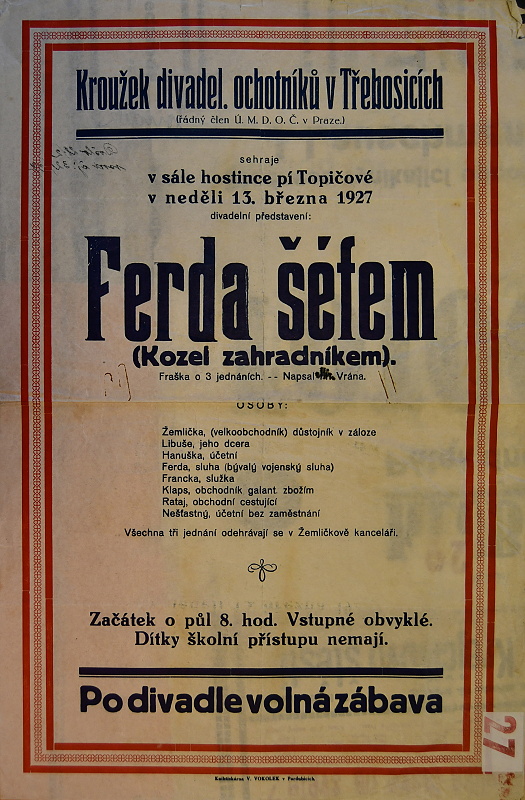 Kroužek divadel. ochotníků v Třebosicích
(řádný člen Ú. M. D. O. Č. v Praze.)
sehraje
v sále hostince pí Topičové
v neděli 13. března 1927
divadelní představení:
Ferda šéfem
(Kozel zahradníkem).
Fraška o 3 jednáních. -- Napsal Vrána.
OSOBY:
Žemlička, (velkoobchodník) důstojník v záloze
Libuše, jeho dcera
Hanuška, účetní
Ferda, sluha (bývalý vojenský sluha)
Francka, služka
Klaps, obchodník galant. zbožím
Rataj, obchodní cestující
Nešťastný, účetní bez zaměstnání
Všechna tři jednání odehrávají se v Žemličkově kanceláři.
Začátek o půl 8. hod. Vstupné obvyklé.
Dítky školní přístupu nemají.
Po divadle volná zábava
27
Knihtiskárna V. VOKOLEK v Pardubicích.